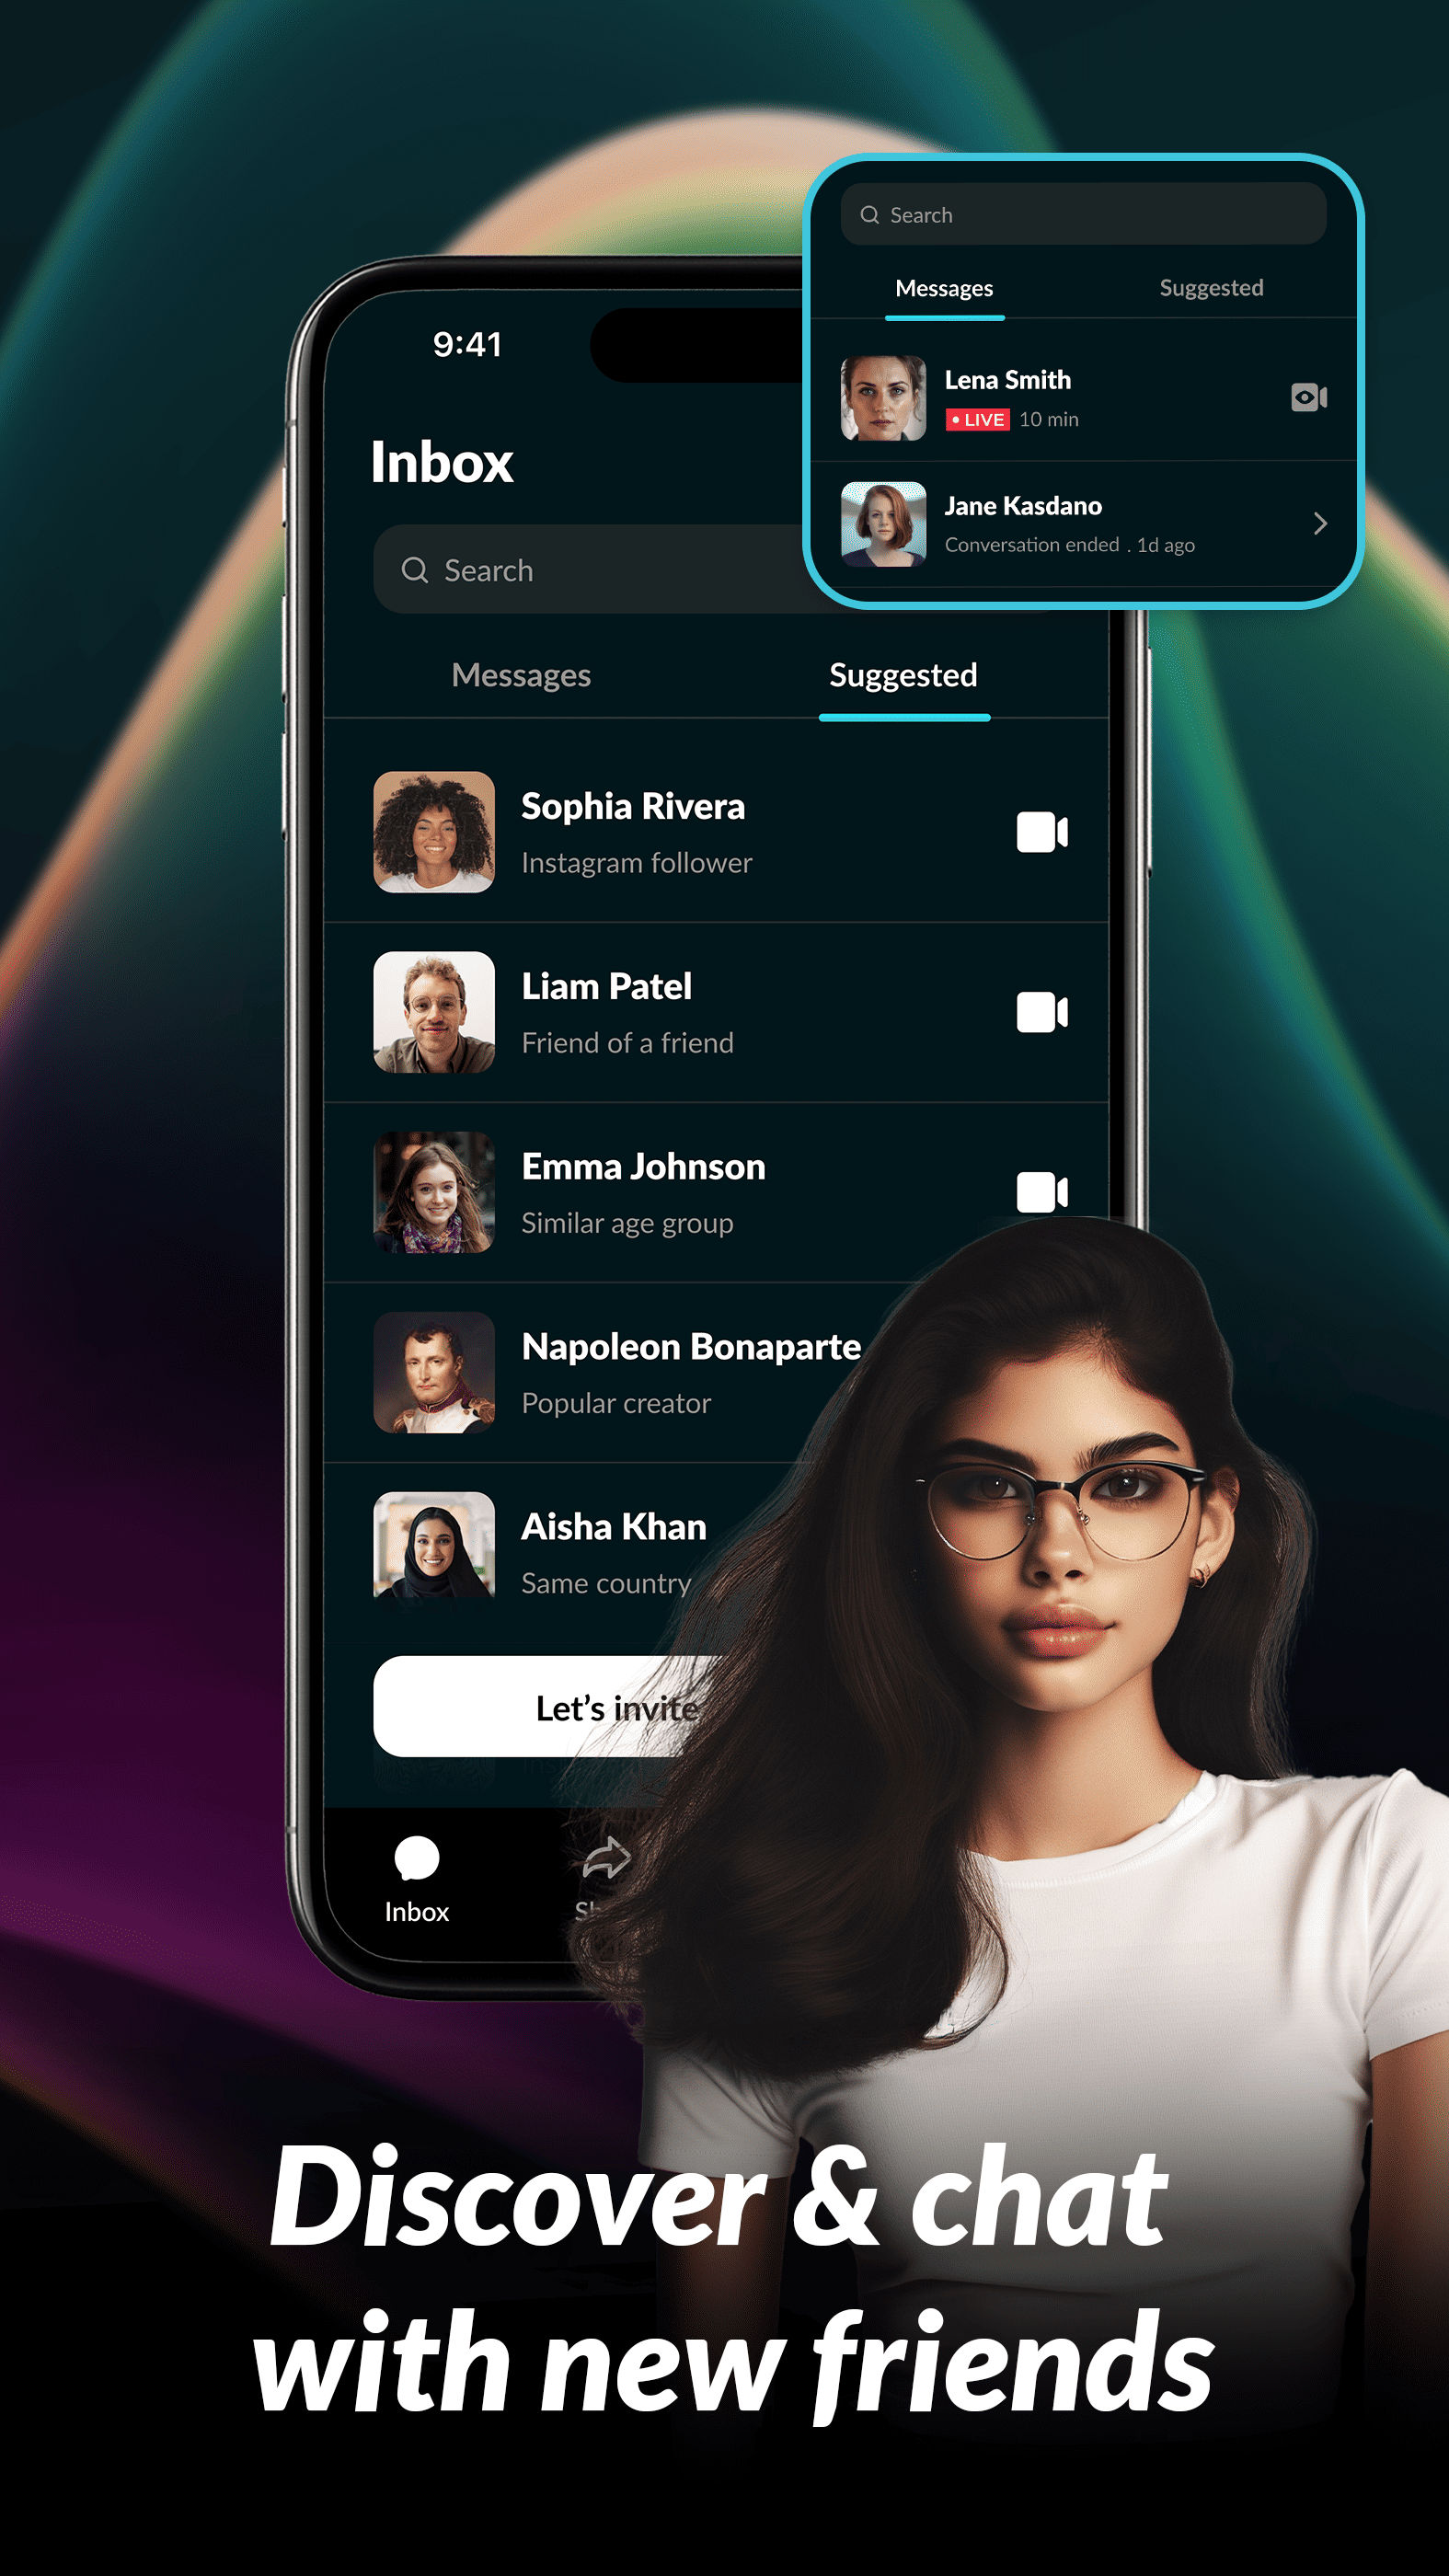 Search
Messages
Suggested
Lena Smith
• LIVE 10 min
Jane Kasdano
Conversation ended . 1d ago
9:41
Inbox
Search
Messages
Suggested
Sophia Rivera
Instagram follower
Liam Patel
Friend of a friend
Emma Johnson
Similar age group
Napoleon Bonaparte
Popular creator
Aisha Khan
Same country
Let's invite
Inbox
Discover & chat
with new friends